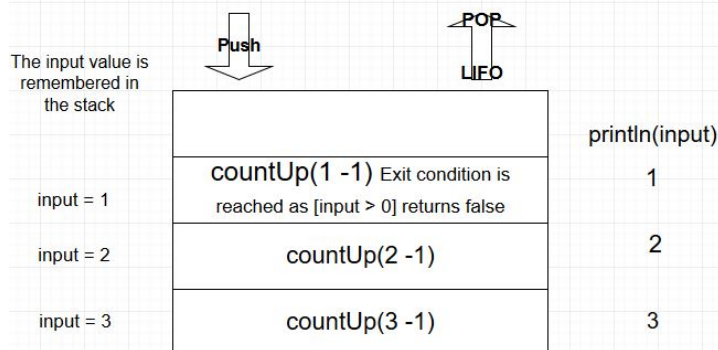 Push
POP
LIFO
The input value is
remembered in
the stack
println(input)
countUp(1 -1) Exit condition is
reached as [input > 0] returns false
input = 1
1
input = 2
countUp(2 -1)
2
input = 3
countUp(3 -1)
3